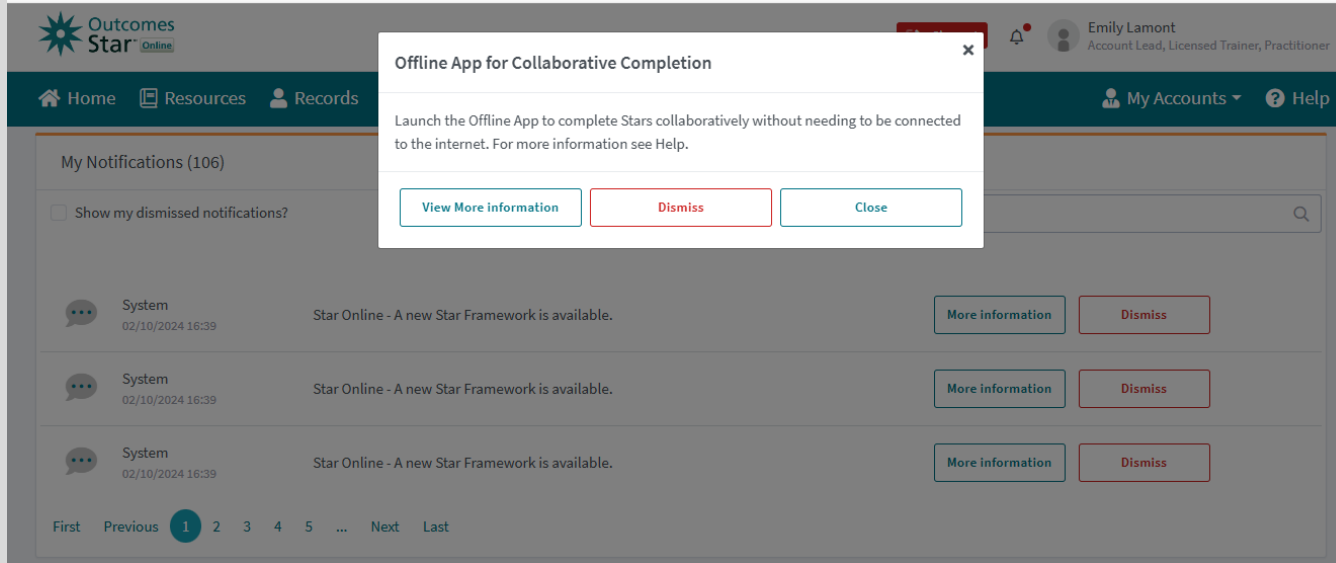 Outcomes
Star™ Online
Emily Lamont
Account Lead, Licensed Trainer, Practitioner
Home Resources Records My Accounts Help
Offline App for Collaborative Completion
Launch the Offline App to complete Stars collaboratively without needing to be connected
to the internet. For more information see Help.
View More information Dismiss Close
My Notifications (106)
Show my dismissed notifications?
System
02/10/2024 16:39
Star Online - A new Star Framework is available.
More information Dismiss
System
02/10/2024 16:39
Star Online - A new Star Framework is available.
More information Dismiss
System
02/10/2024 16:39
Star Online - A new Star Framework is available.
More information Dismiss
First Previous 1 2 3 4 5 ... Next Last